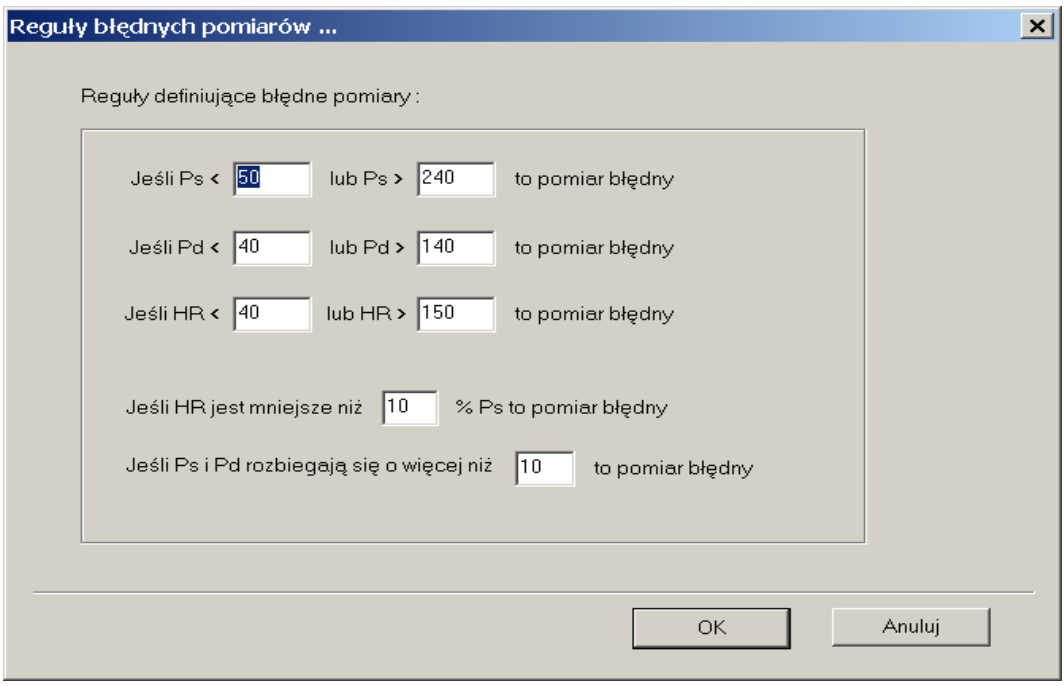 Reguły błędnych pomiarów ...
Reguły definiujące błędne pomiary :
Jeśli Ps < 50 lub Ps > 240 to pomiar błędny
Jeśli Pd < 40 lub Pd > 140 to pomiar błędny
Jeśli HR < 40 lub HR > 150 to pomiar błędny
Jeśli HR jest mniejsze niż 10 % Ps to pomiar błędny
Jeśli Ps i Pd rozbiegają się o więcej niż 10 to pomiar błędny
OK Anuluj